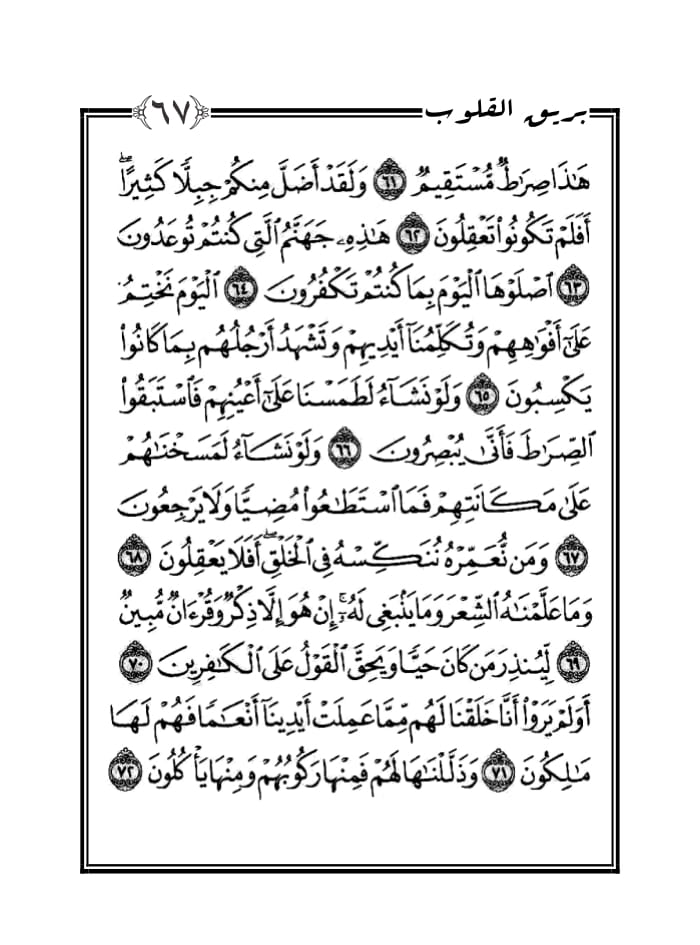 بريق القلوب ﴿٦٧﴾
هَٰذَا صِرَٰطٌ مُّسْتَقِيمٌ ٦١ وَلَقَدْ أَضَلَّ مِنكُمْ جِبِلًّا كَثِيرًاۖ
أَفَلَمْ تَكُونُوا۟ تَعْقِلُونَ ٦٢ هَٰذِهِۦ جَهَنَّمُ ٱلَّتِى كُنتُمْ تُوعَدُونَ
٦٣ ٱصْلَوْهَا ٱلْيَوْمَ بِمَا كُنتُمْ تَكْفُرُونَ ٦٤ ٱلْيَوْمَ نَخْتِمُ
عَلَىٰٓ أَفْوَٰهِهِمْ وَتُكَلِّمُنَآ أَيْدِيهِمْ وَتَشْهَدُ أَرْجُلُهُم بِمَا كَانُوا۟
يَكْسِبُونَ ٦٥ وَلَوْ نَشَآءُ لَطَمَسْنَا عَلَىٰٓ أَعْيُنِهِمْ فَٱسْتَبَقُوا۟
ٱلصِّرَٰطَ فَأَنَّىٰ يُبْصِرُونَ ٦٦ وَلَوْ نَشَآءُ لَمَسَخْنَٰهُمْ
عَلَىٰ مَكَانَتِهِمْ فَمَا ٱسْتَطَٰعُوا۟ مُضِيًّا وَلَا يَرْجِعُونَ
٦٧ وَمَن نُّعَمِّرْهُ نُنَكِّسْهُ فِى ٱلْخَلْقِۖ أَفَلَا يَعْقِلُونَ ٦٨
وَمَا عَلَّمْنَٰهُ ٱلشِّعْرَ وَمَا يَنۢبَغِى لَهُۥٓۚ إِنْ هُوَ إِلَّا ذِكْرٌ وَقُرْءَانٌ مُّبِينٌ
٦٩ لِّيُنذِرَ مَن كَانَ حَيًّا وَيَحِقَّ ٱلْقَوْلُ عَلَى ٱلْكَٰفِرِينَ ٧٠
أَوَلَمْ يَرَوْا۟ أَنَّا خَلَقْنَا لَهُم مِّمَّا عَمِلَتْ أَيْدِينَآ أَنْعَٰمًا فَهُمْ لَهَا
مَٰلِكُونَ ٧١ وَذَلَّلْنَٰهَا لَهُمْ فَمِنْهَا رَكُوبُهُمْ وَمِنْهَا يَأْكُلُونَ ٧٢